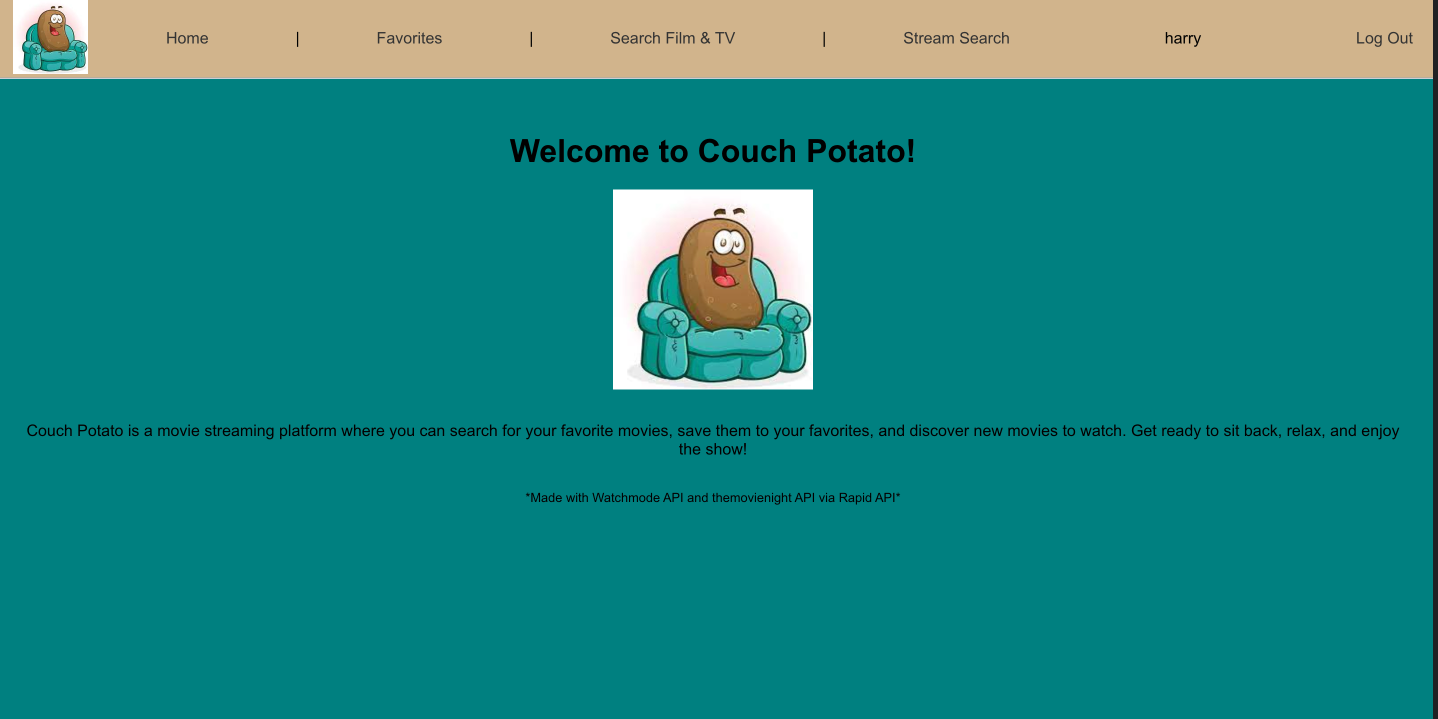 Home | Favorites | Search Film & TV | Stream Search harry Log Out
Welcome to Couch Potato!
Couch Potato is a movie streaming platform where you can search for your favorite movies, save them to your favorites, and discover new movies to watch. Get ready to sit back, relax, and enjoy
the show!
*Made with Watchmode API and themovienight API via Rapid API*